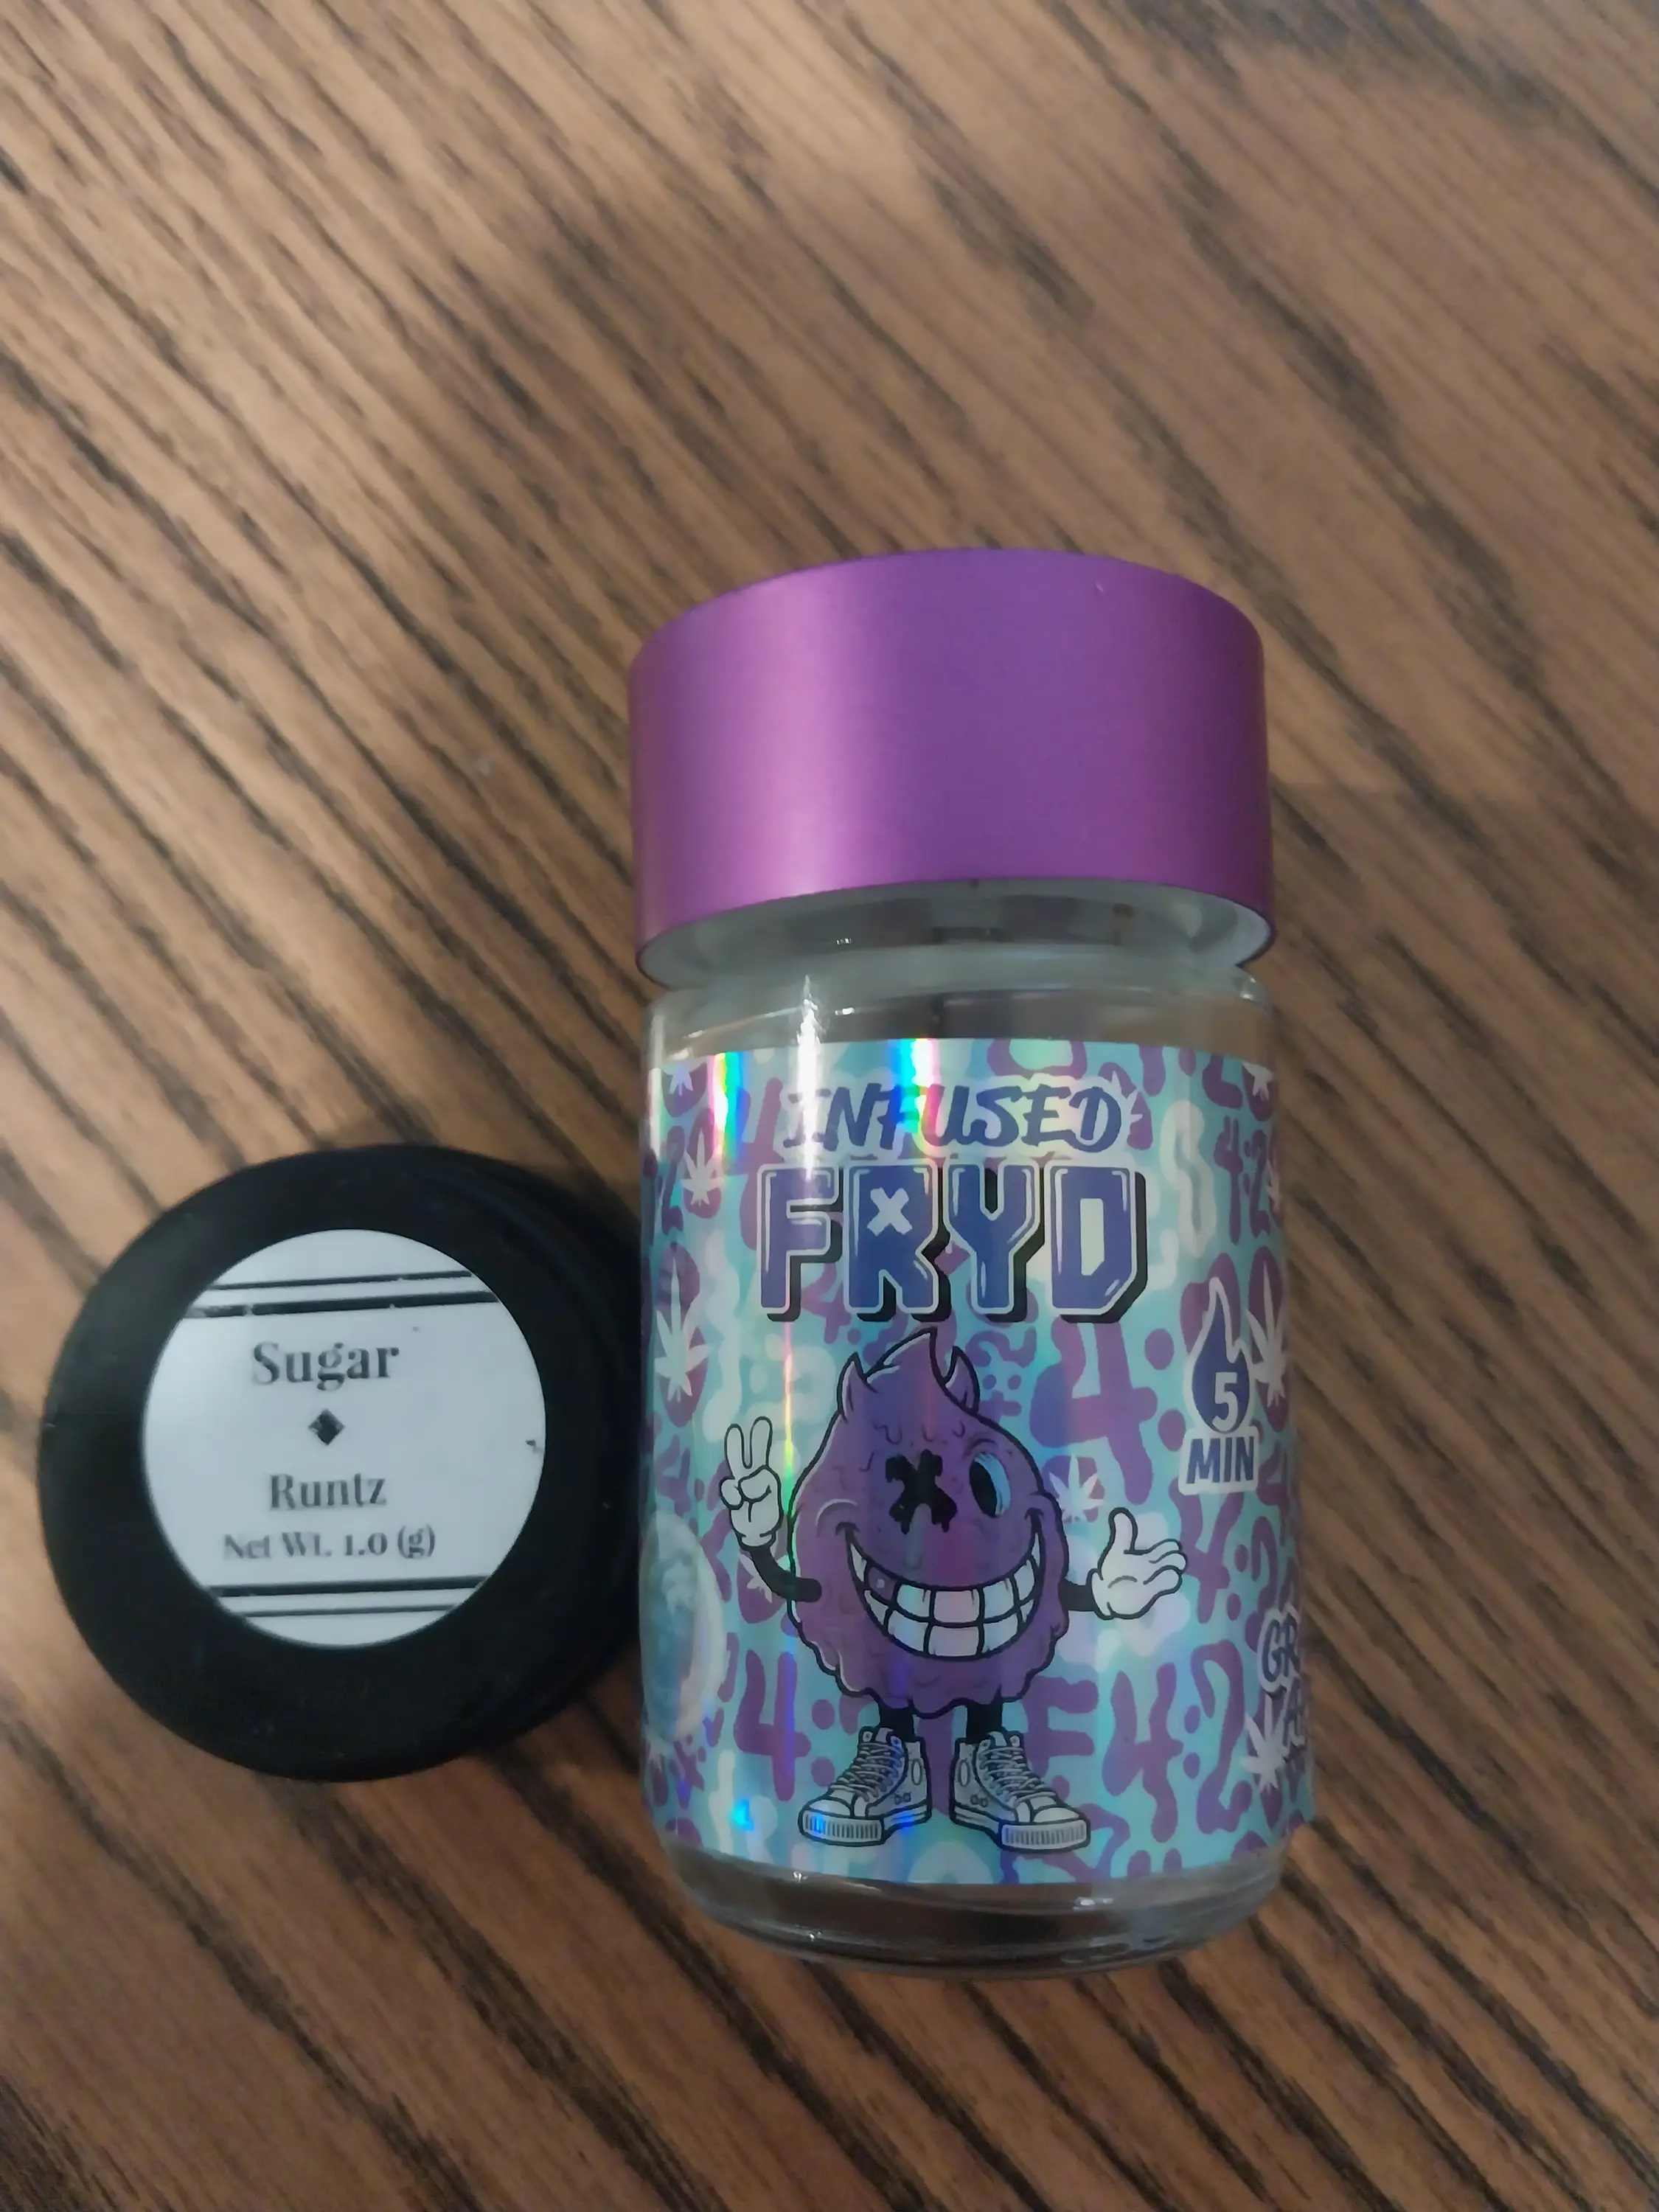 Sugar
Runtz
Net Wt. 1.0 (g)
INFUSED
FRYD
5
MIN